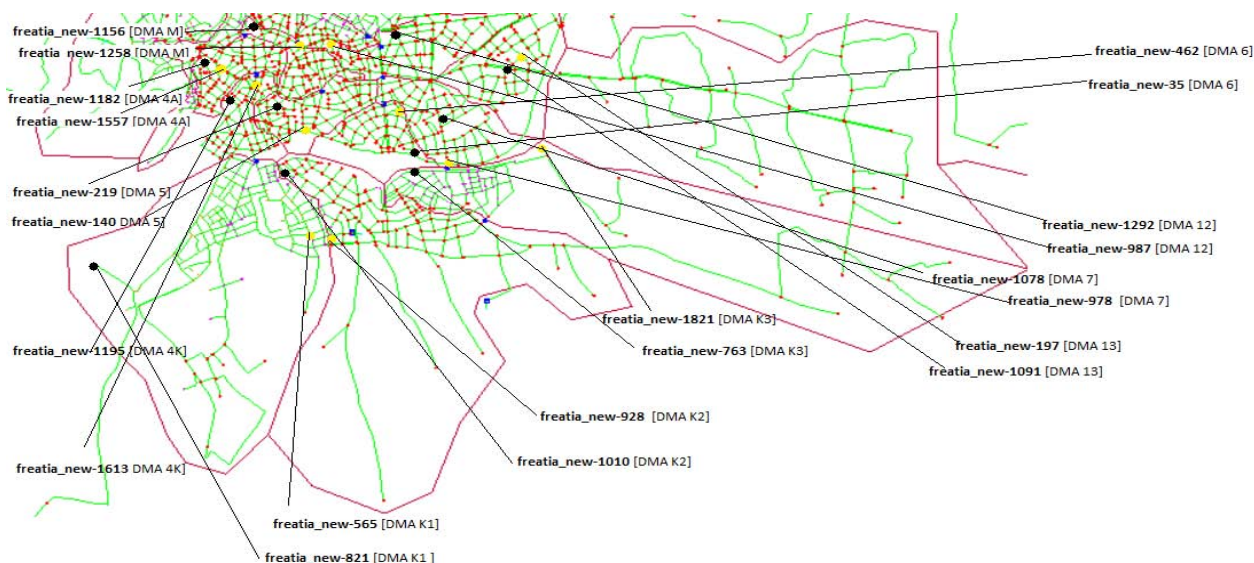 freatia_new-1156 [DMA M]
freatia_new-1258 [DMA M]
freatia_new-462 [DMA 6]
freatia_new-35 [DMA 6]
freatia_new-1182 [DMA 4A]
freatia_new-1557 [DMA 4A]
freatia_new-219 [DMA 5]
freatia_new-140 DMA 5]
freatia_new-1292 [DMA 12]
freatia_new-987 [DMA 12]
freatia_new-1078 [DMA 7]
freatia_new-978 [DMA 7]
freatia_new-1821 [DMA K3]
freatia_new-197 [DMA 13]
freatia_new-1195 [DMA 4K]
freatia_new-763 [DMA K3]
freatia_new-1091 [DMA 13]
freatia_new-928 [DMA K2]
freatia_new-1010 [DMA K2]
freatia_new-1613 DMA 4K]
freatia_new-565 [DMA K1]
freatia_new-821 [DMA K1 ]